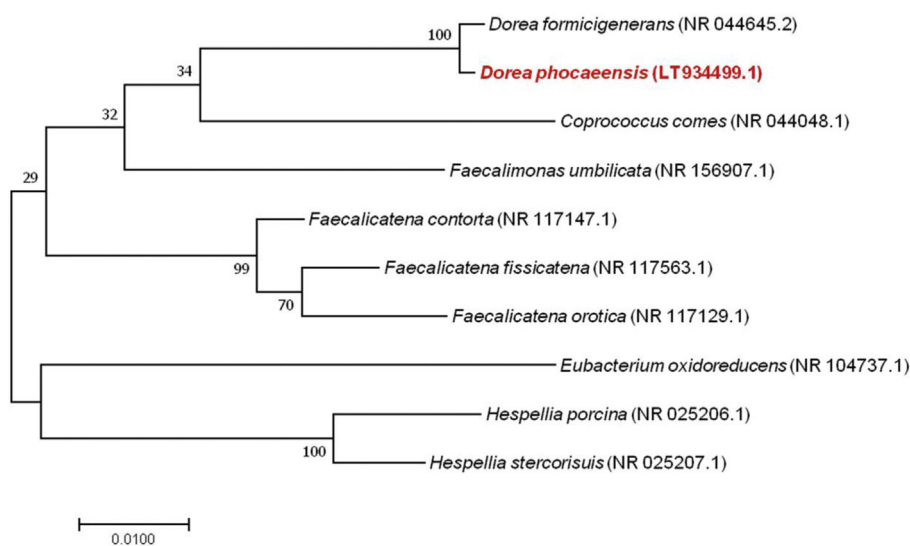 100
Dorea formicigenerans (NR 044645.2)
Dorea phocaeensis (LT934499.1)
34
Coprococcus comes (NR 044048.1)
32
Faecalimonas umbilicata (NR 156907.1)
29
Faecalicatena contorta (NR 117147.1)
99
Faecalicatena fissicatena (NR 117563.1)
70
Faecalicatena orotica (NR 117129.1)
Eubacterium oxidoreducens (NR 104737.1)
Hespellia porcina (NR 025206.1)
100
Hespellia stercorisuis (NR 025207.1)
0.0100